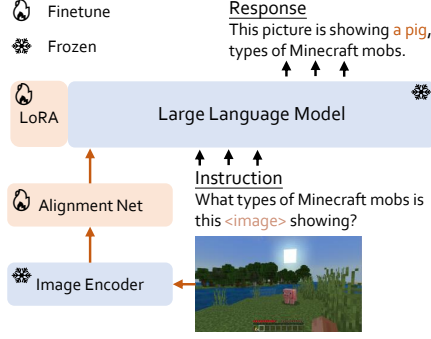 Finetune
Frozen
Response
This picture is showing a pig,
types of Minecraft mobs.
LoRA
Large Language Model
Instruction
What types of Minecraft mobs is
this <image> showing?
Alignment Net
Image Encoder